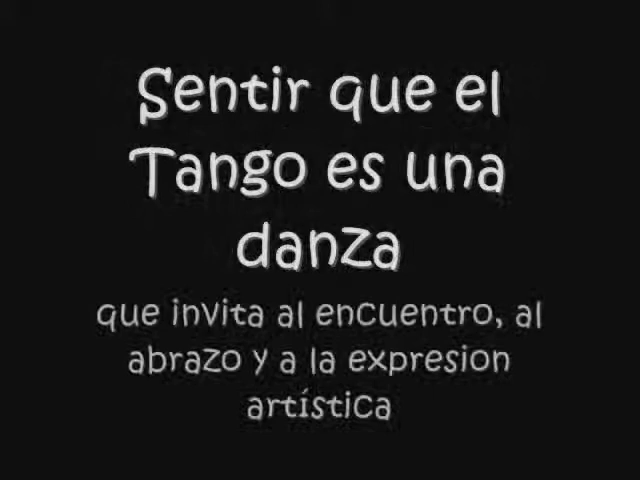 Sentir que el
Tango es una
danza
que invita al encuentro, al
abrazo y a la expresion
artística